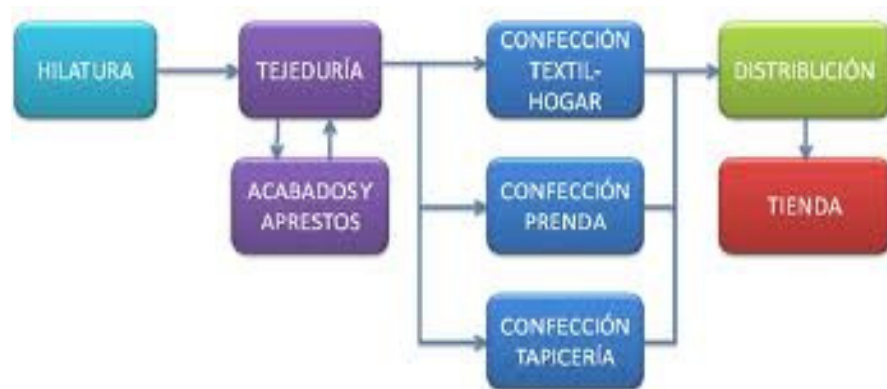 HILATURA
TEJEDURÍA
ACABADOS Y
APRESTOS
CONFECCIÓN
TEXTIL-
HOGAR
CONFECCIÓN
PRENDA
CONFECCIÓN
TAPICERÍA
DISTRIBUCIÓN
TIENDA